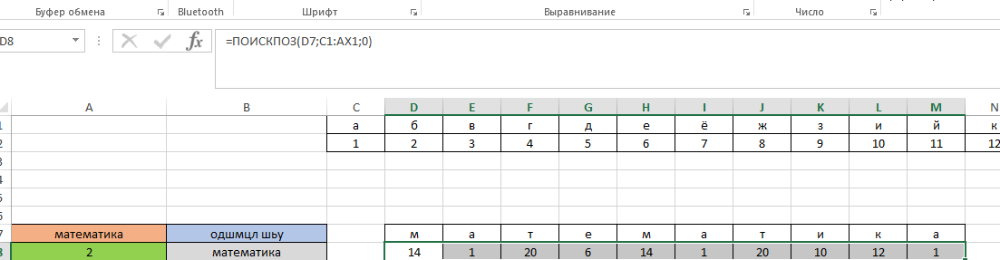 Буфер обмена Bluetooth Шрифт Выравнивание Число
D8 fx =ПОИСКПОЗ(D7;C1:AX1;0)
A B C D E F G H I J K L M N
1 а б в г д е ё ж з и й к
2 1 2 3 4 5 6 7 8 9 10 11 12
3
4
5
6
7 математика одшмцл шьу м а т е м а т и к а
8 2 математика 14 1 20 6 14 1 20 10 12 1